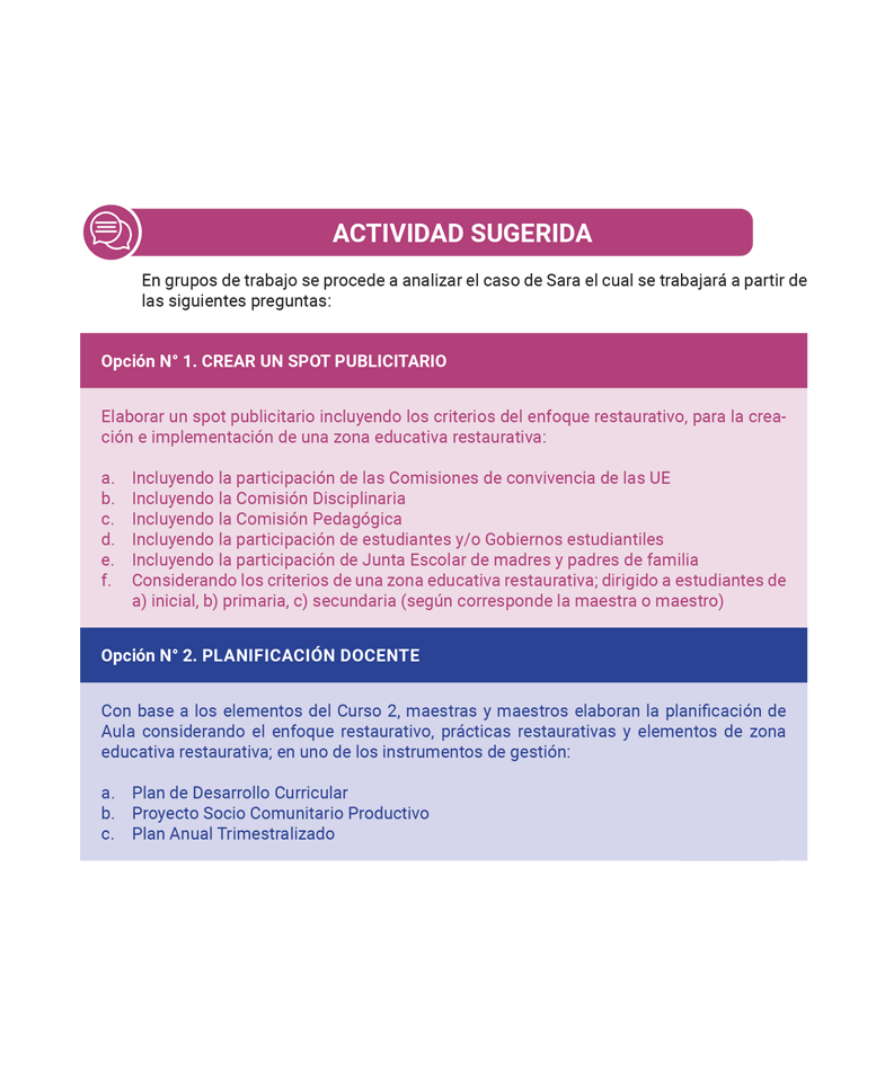 ACTIVIDAD SUGERIDA
En grupos de trabajo se procede a analizar el caso de Sara el cual se trabajará a partir de
las siguientes preguntas:
Opción N° 1. CREAR UN SPOT PUBLICITARIO
Elaborar un spot publicitario incluyendo los criterios del enfoque restaurativo, para la crea-
ción e implementación de una zona educativa restaurativa:
a. Incluyendo la participación de las Comisiones de convivencia de las UE
b. Incluyendo la Comisión Disciplinaria
c. Incluyendo la Comisión Pedagógica
d. Incluyendo la participación de estudiantes y/o Gobiernos estudiantiles
e. Incluyendo la participación de Junta Escolar de madres y padres de familia
f. Considerando los criterios de una zona educativa restaurativa; dirigido a estudiantes de
a) inicial, b) primaria, c) secundaria (según corresponde la maestra o maestro)
Opción N° 2. PLANIFICACIÓN DOCENTE
Con base a los elementos del Curso 2, maestras y maestros elaboran la planificación de
Aula considerando el enfoque restaurativo, prácticas restaurativas y elementos de zona
educativa restaurativa; en uno de los instrumentos de gestión:
a. Plan de Desarrollo Curricular
b. Proyecto Socio Comunitario Productivo
c. Plan Anual Trimestralizado